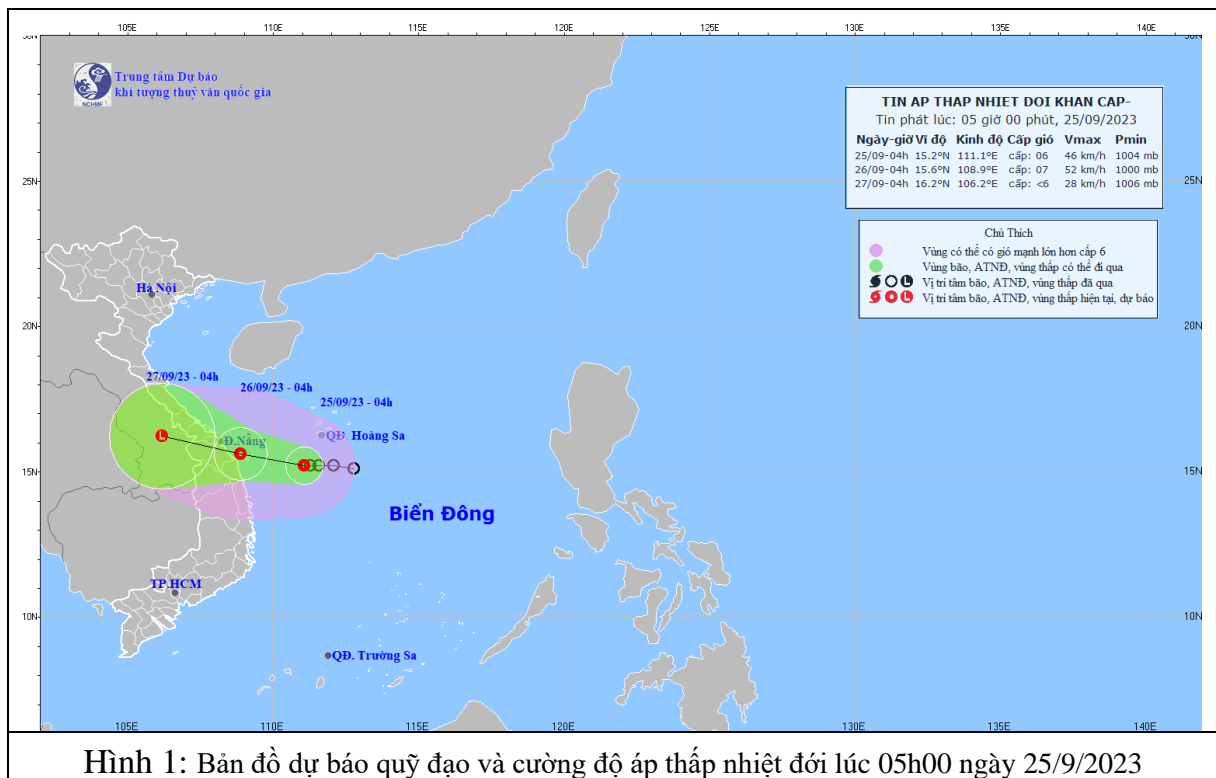 105E 110E 115E 120E 125E 130E 135E 140E
30N 30N
Trung tâm Dự báo
khí tượng thuỷ văn quốc gia
NCHMF
TIN AP THAP NHIET DOI KHAN CAP-
Tin phát lúc: 05 giờ 00 phút, 25/09/2023
Ngày-giờ Vĩ độ Kinh độ Cấp gió Vmax Pmin
25/09-04h 15.2°N 111.1°E cấp: 06 46 km/h 1004 mb
26/09-04h 15.6°N 108.9°E cấp: 07 52 km/h 1000 mb
27/09-04h 16.2°N 106.2°E cấp: <6 28 km/h 1006 mb
25N 25N
Chú Thich
Vùng có thể có gió mạnh lớn hơn cấp 6
Vùng bão, ATNĐ, vùng thấp có thể đi qua
L Vị trí tâm bão, ATNĐ, vùng thấp đã qua
L Vị trí tâm bão, ATNĐ, vùng thấp hiện tại, dự báo
Hà Nội
20N 20N
27/09/23 - 04h
26/09/23 - 04h
25/09/23 - 04h
L
Đ.Nẵng
QĐ. Hoàng Sa
15N 15N
Biển Đông
TP.HCM
10N 10N
QĐ. Trường Sa
105E 110E 115E 120E 125E 130E 135E 140E
Hình 1: Bản đồ dự báo quỹ đạo và cường độ áp thấp nhiệt đới lúc 05h00 ngày 25/9/2023